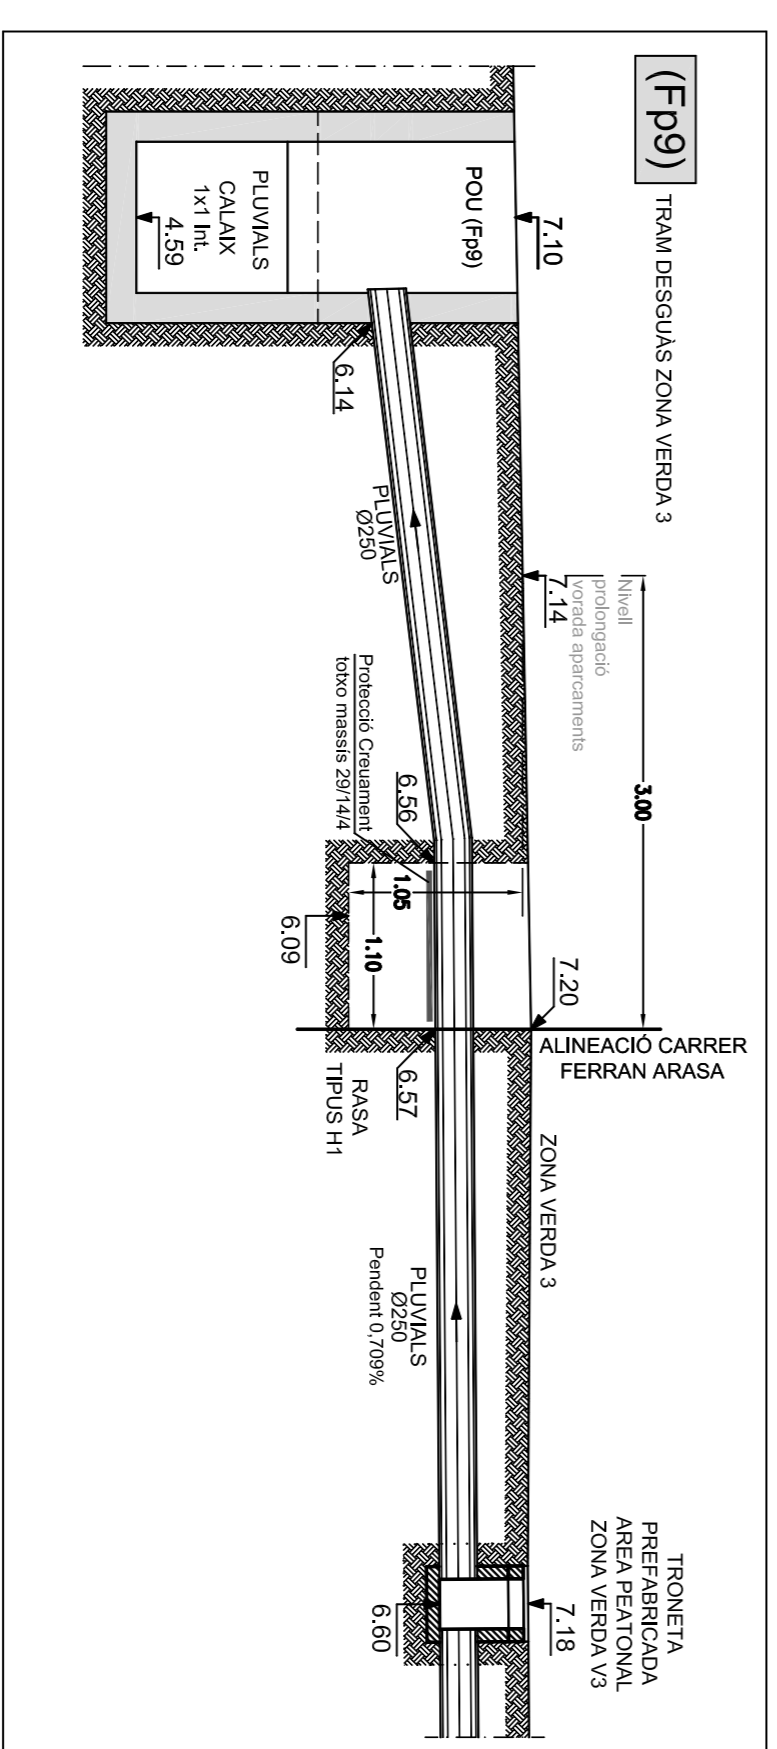 (Fp9)
TRAM DESGUÀS ZONA VERDA 3
7.10
POU (Fp9)
PLUVIALS
CALAIX
1x1 Int.
4.59
6.14
PLUVIALS
Ø250
Nivell
prolongació
vorada aparcaments
7.14
3.00
Protecció Creuament
totxo massís 29/14/4
6.56
1.05
1.10
6.09
7.20
ALINEACIÓ CARRER
FERRAN ARASA
6.57
RASA
TIPUS H1
ZONA VERDA 3
PLUVIALS
Ø250
Pendent 0,709%
TRONETA
PREFABRICADA
AREA PEATONAL
ZONA VERDA V3
7.18
6.60